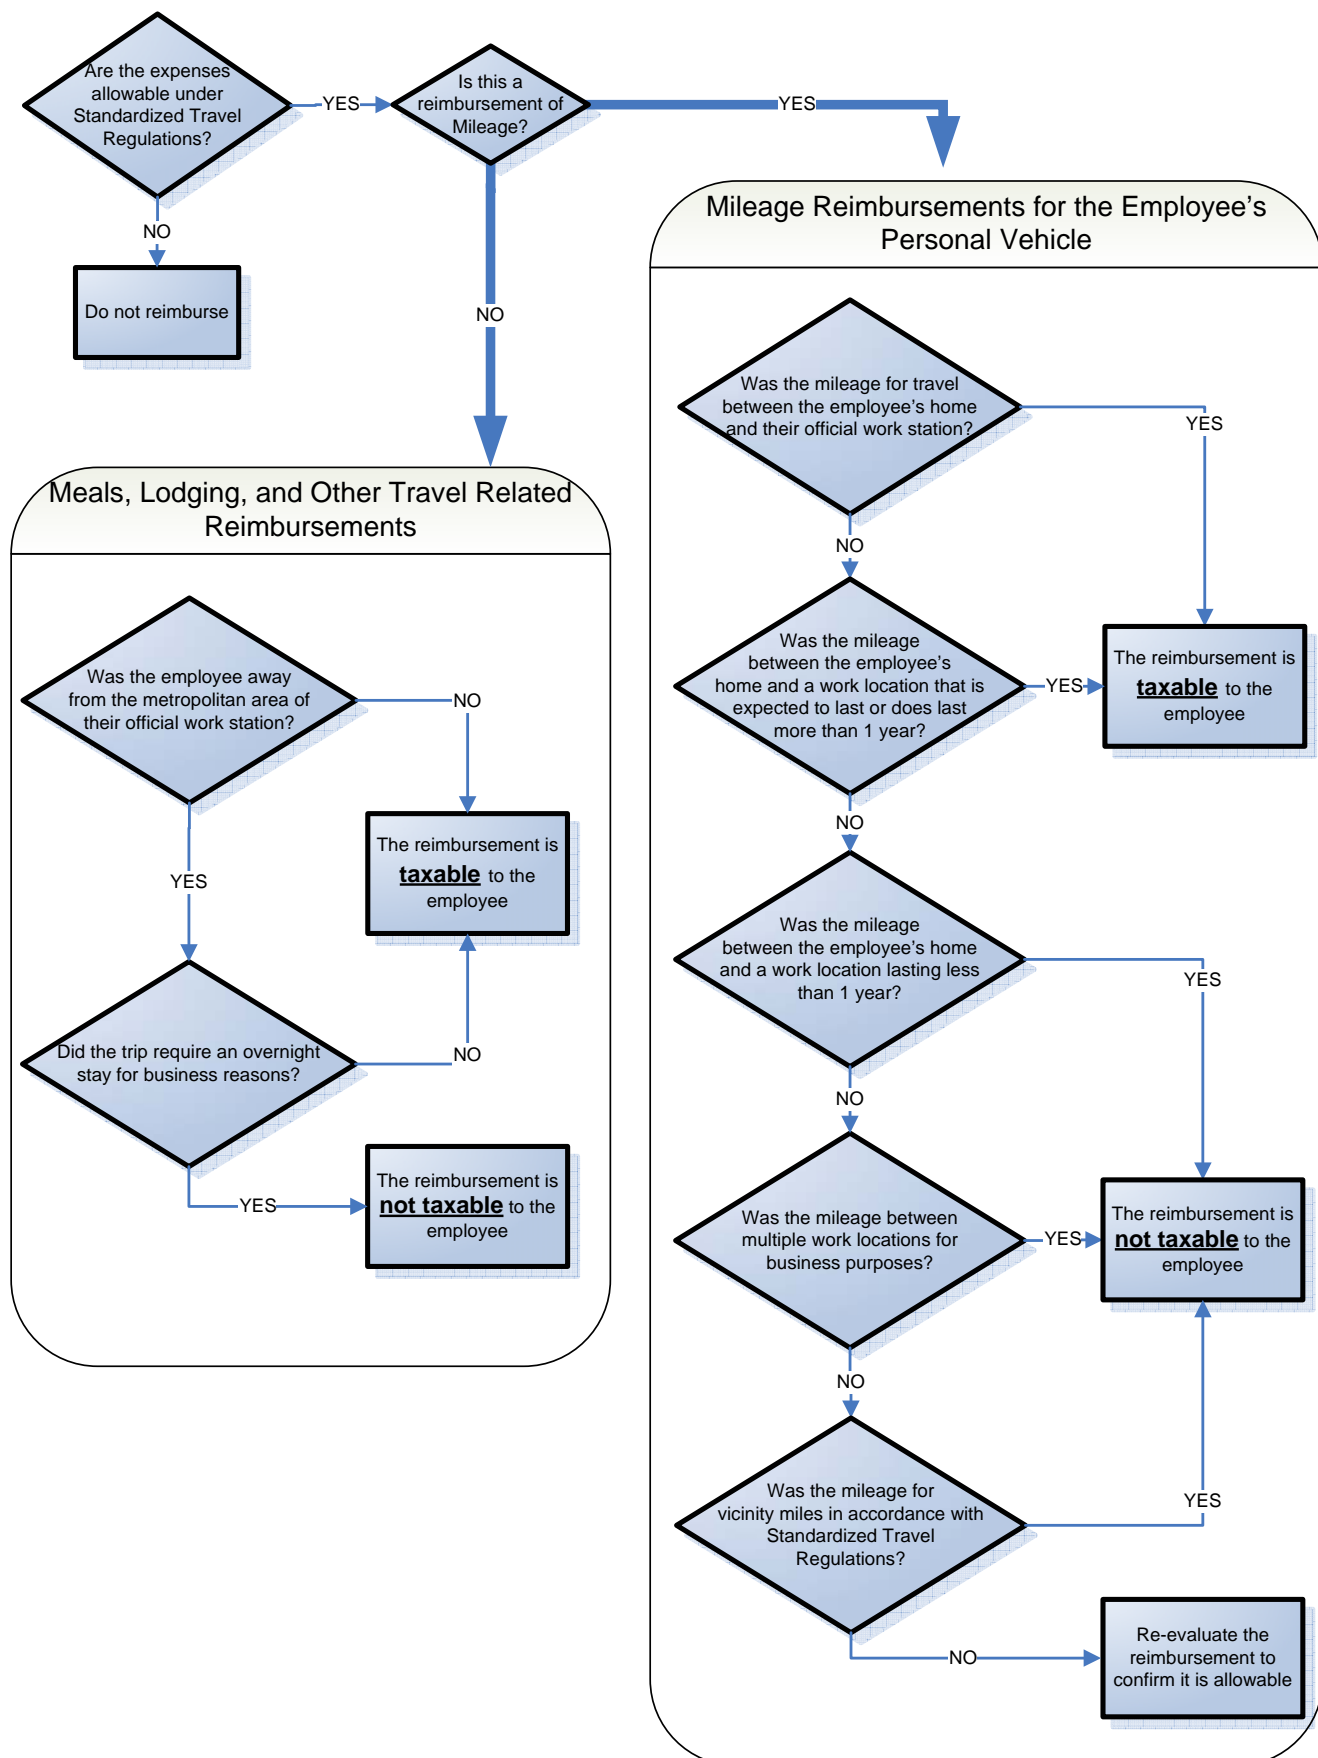 Are the expenses
allowable under
Standardized Travel
Regulations?
YES
Is this a
reimbursement of
Mileage?
YES
NO
Do not reimburse
NO
Meals, Lodging, and Other Travel Related
Reimbursements
Was the employee away
from the metropolitan area of
their official work station?
NO
YES
The reimbursement is
taxable to the
employee
Did the trip require an overnight
stay for business reasons?
NO
YES
The reimbursement is
not taxable to the
employee
Mileage Reimbursements for the Employee’s
Personal Vehicle
Was the mileage for travel
between the employee’s home
and their official work station?
YES
NO
Was the mileage
between the employee’s
home and a work location that is
expected to last or does last
more than 1 year?
YES
The reimbursement is
taxable to the
employee
NO
Was the mileage
between the employee’s home
and a work location lasting less
than 1 year?
YES
NO
Was the mileage between
multiple work locations for
business purposes?
YES
The reimbursement is
not taxable to the
employee
NO
Was the mileage for
vicinity miles in accordance with
Standardized Travel
Regulations?
YES
NO
Re-evaluate the
reimbursement to
confirm it is allowable